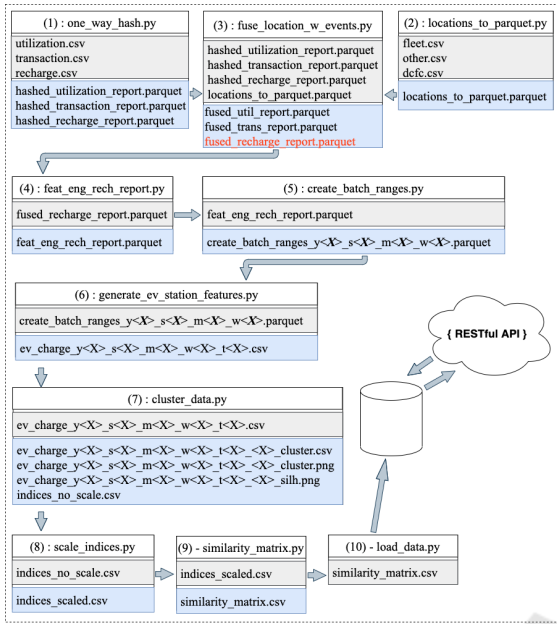 (1) : one_way_hash.py
utilization.csv
transaction.csv
recharge.csv
hashed_utilization_report.parquet
hashed_transaction_report.parquet
hashed_recharge_report.parquet
(3) : fuse_location_w_events.py
hashed_utilization_report.parquet
hashed_transaction_report.parquet
hashed_recharge_report.parquet
locations_to_parquet.parquet
fused_util_report.parquet
fused_trans_report.parquet
fused_recharge_report.parquet
(2) : locations_to_parquet.py
fleet.csv
other.csv
dcfc.csv
locations_to_parquet.parquet
(4) : feat_eng_rech_report.py
fused_recharge_report.parquet
feat_eng_rech_report.parquet
(5) : create_batch_ranges.py
feat_eng_rech_report.parquet
create_batch_ranges_y<X>_s<X>_m<X>_w<X>.parquet
(6) : generate_ev_station_features.py
create_batch_ranges_y<X>_s<X>_m<X>_w<X>.parquet
ev_charge_y<X>_s<X>_m<X>_w<X>_t<X>.csv
{ RESTful API }
(7) : cluster_data.py
ev_charge_y<X>_s<X>_m<X>_w<X>_t<X>.csv
ev_charge_y<X>_s<X>_m<X>_w<X>_t<X>_<X>_cluster.csv
ev_charge_y<X>_s<X>_m<X>_w<X>_t<X>_<X>_cluster.png
ev_charge_y<X>_s<X>_m<X>_w<X>_t<X>_<X>_silh.png
indices_no_scale.csv
(8) : scale_indices.py
indices_no_scale.csv
indices_scaled.csv
(9) - similarity_matrix.py
indices_scaled.csv
similarity_matrix.csv
(10) - load_data.py
similarity_matrix.csv